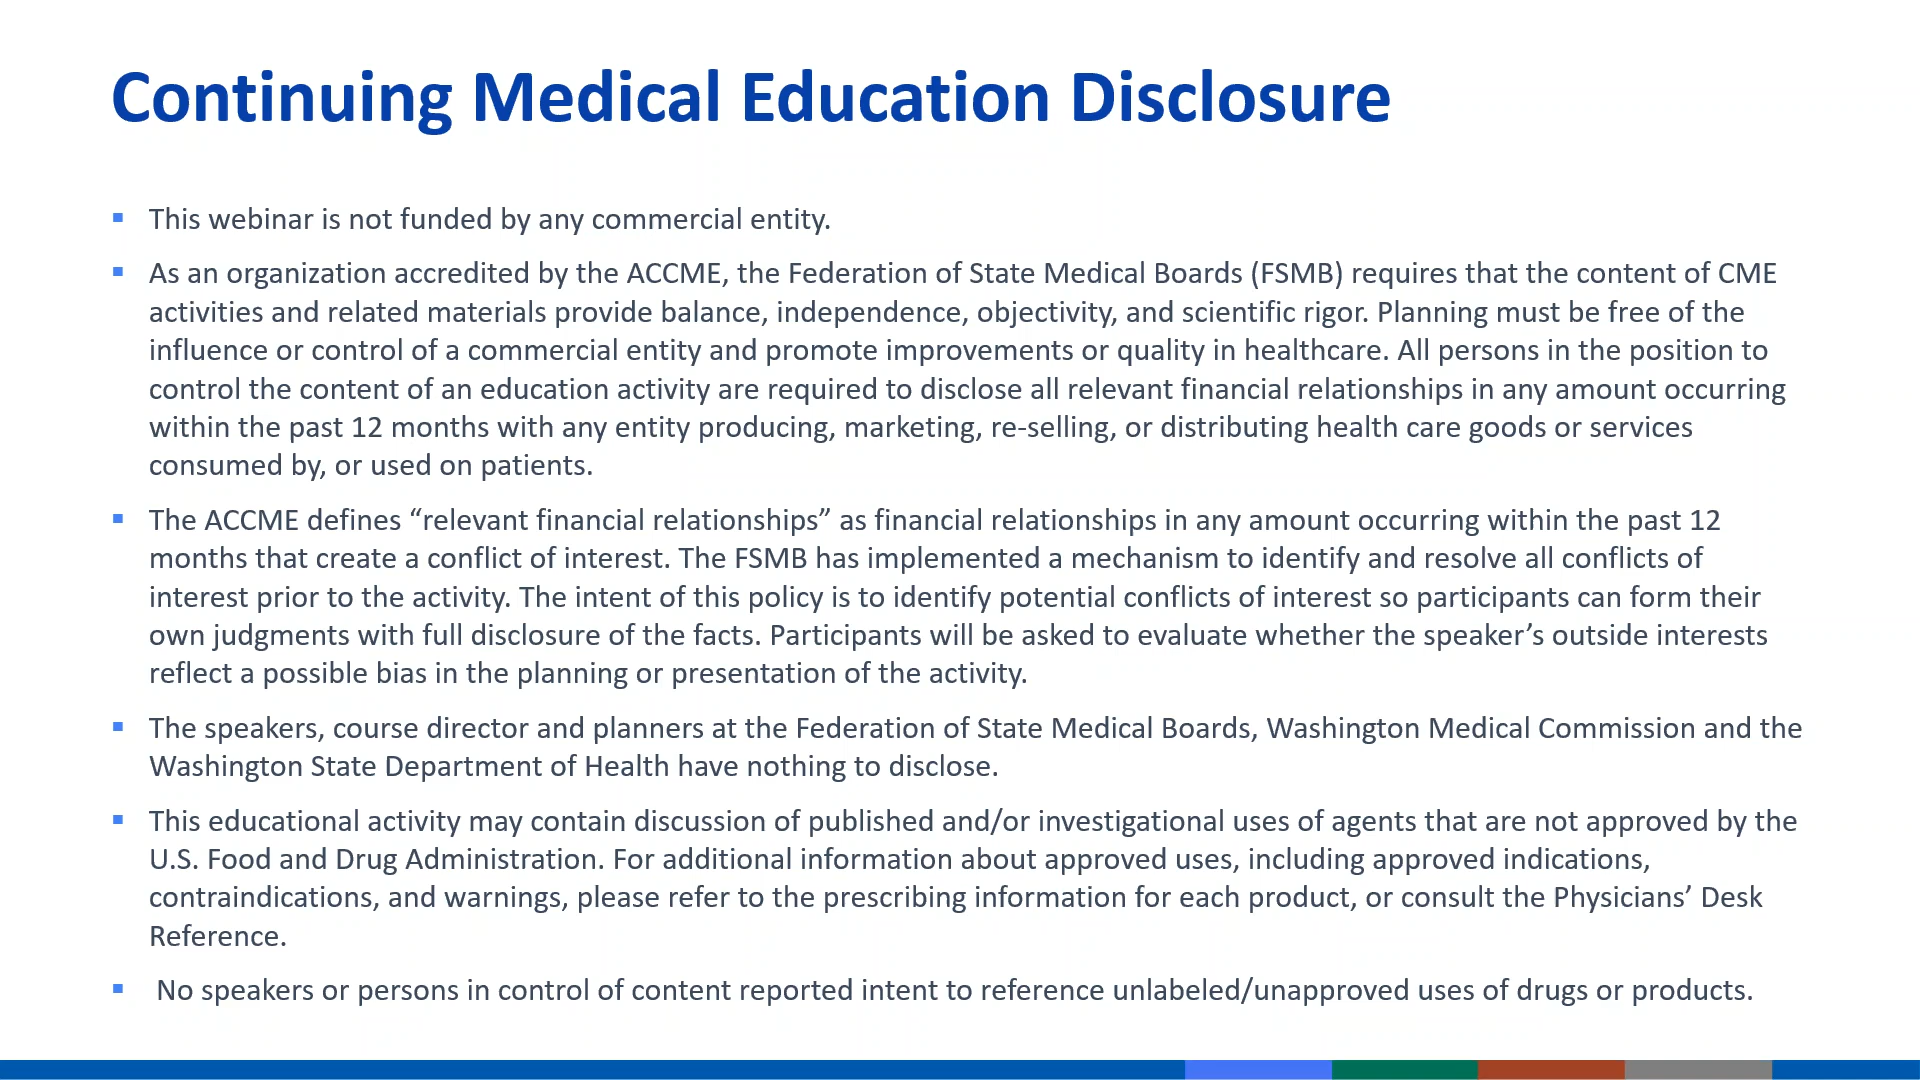 Continuing Medical Education Disclosure
▪ This webinar is not funded by any commercial entity.
▪ As an organization accredited by the ACCME, the Federation of State Medical Boards (FSMB) requires that the content of CME
activities and related materials provide balance, independence, objectivity, and scientific rigor. Planning must be free of the
influence or control of a commercial entity and promote improvements or quality in healthcare. All persons in the position to
control the content of an education activity are required to disclose all relevant financial relationships in any amount occurring
within the past 12 months with any entity producing, marketing, re-selling, or distributing health care goods or services
consumed by, or used on patients.
▪ The ACCME defines “relevant financial relationships” as financial relationships in any amount occurring within the past 12
months that create a conflict of interest. The FSMB has implemented a mechanism to identify and resolve all conflicts of
interest prior to the activity. The intent of this policy is to identify potential conflicts of interest so participants can form their
own judgments with full disclosure of the facts. Participants will be asked to evaluate whether the speaker’s outside interests
reflect a possible bias in the planning or presentation of the activity.
▪ The speakers, course director and planners at the Federation of State Medical Boards, Washington Medical Commission and the
Washington State Department of Health have nothing to disclose.
▪ This educational activity may contain discussion of published and/or investigational uses of agents that are not approved by the
U.S. Food and Drug Administration. For additional information about approved uses, including approved indications,
contraindications, and warnings, please refer to the prescribing information for each product, or consult the Physicians’ Desk
Reference.
▪ No speakers or persons in control of content reported intent to reference unlabeled/unapproved uses of drugs or products.